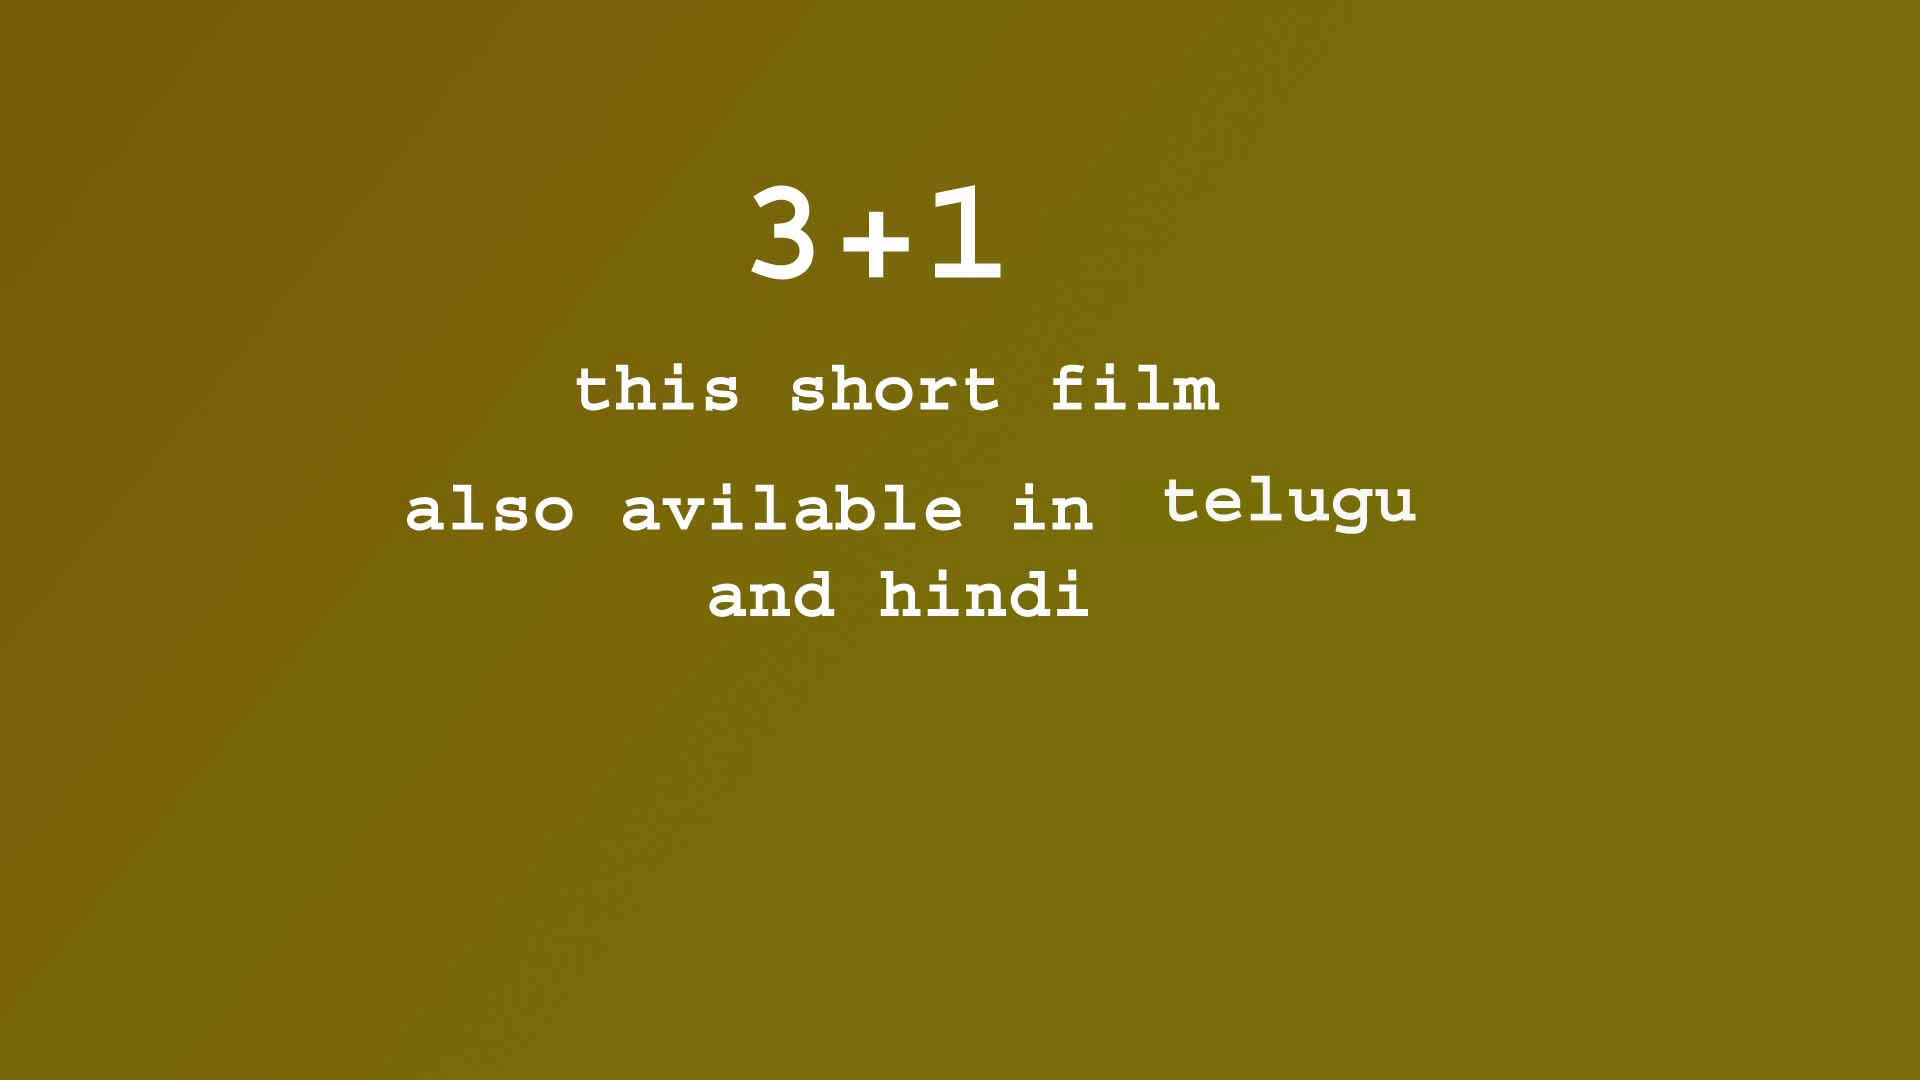 3+1
this short film
also avilable in telugu
and hindi